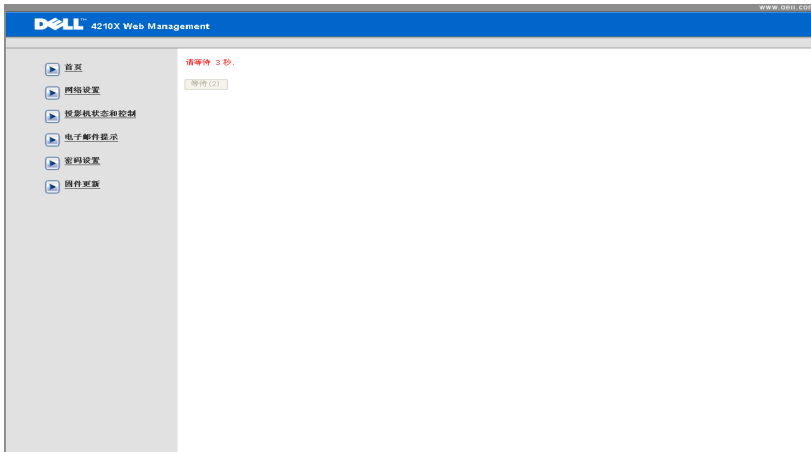 www.dell.com
DELL™ 4210X Web Management
首页
网络设置
投影机状态和控制
电子邮件提示
密码设置
固件更新
请等待 3 秒.
等待(2)